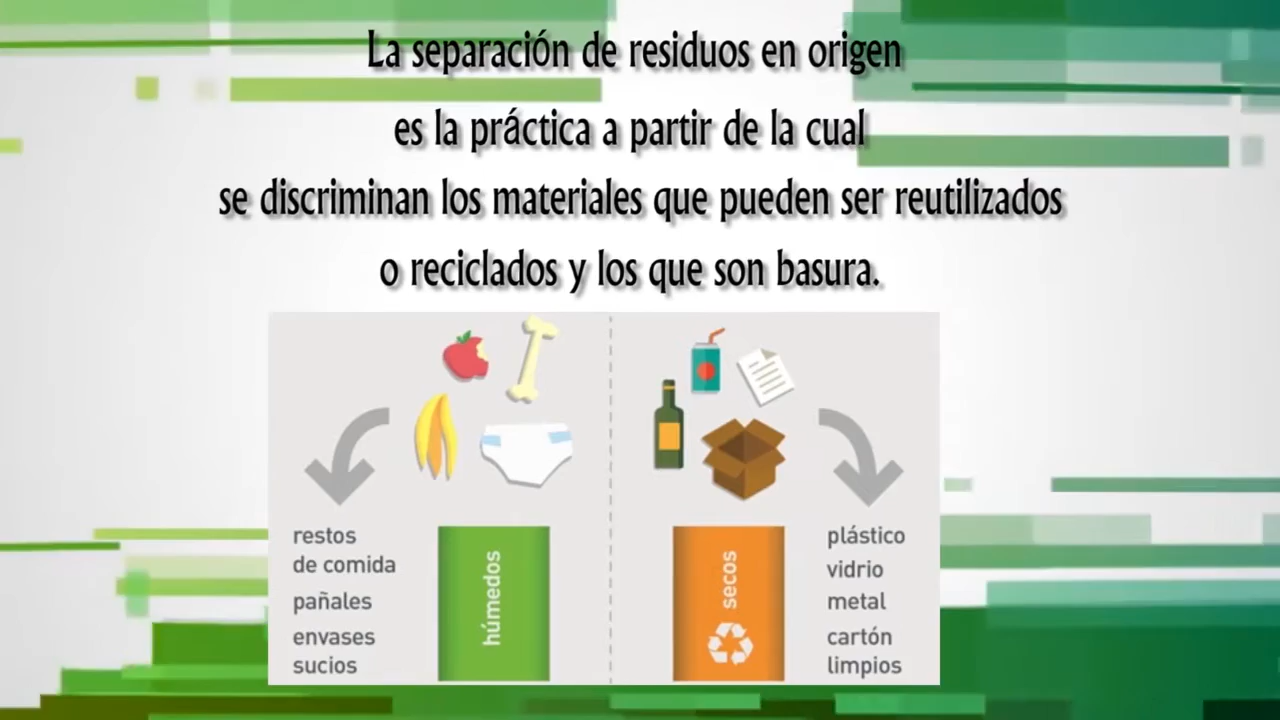 La separación de residuos en origen
es la práctica a partir de la cual
se discriminan los materiales que pueden ser reutilizados
o reciclados y los que son basura.
restos
de comida
pañales
envases
sucios
húmedos
secos
plástico
vidrio
metal
cartón
limpios